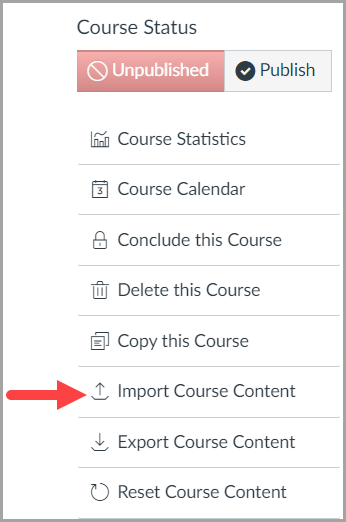 Course Status
Unpublished Publish
Course Statistics
3 Course Calendar
Conclude this Course
Delete this Course
Copy this Course
Import Course Content
Export Course Content
Reset Course Content